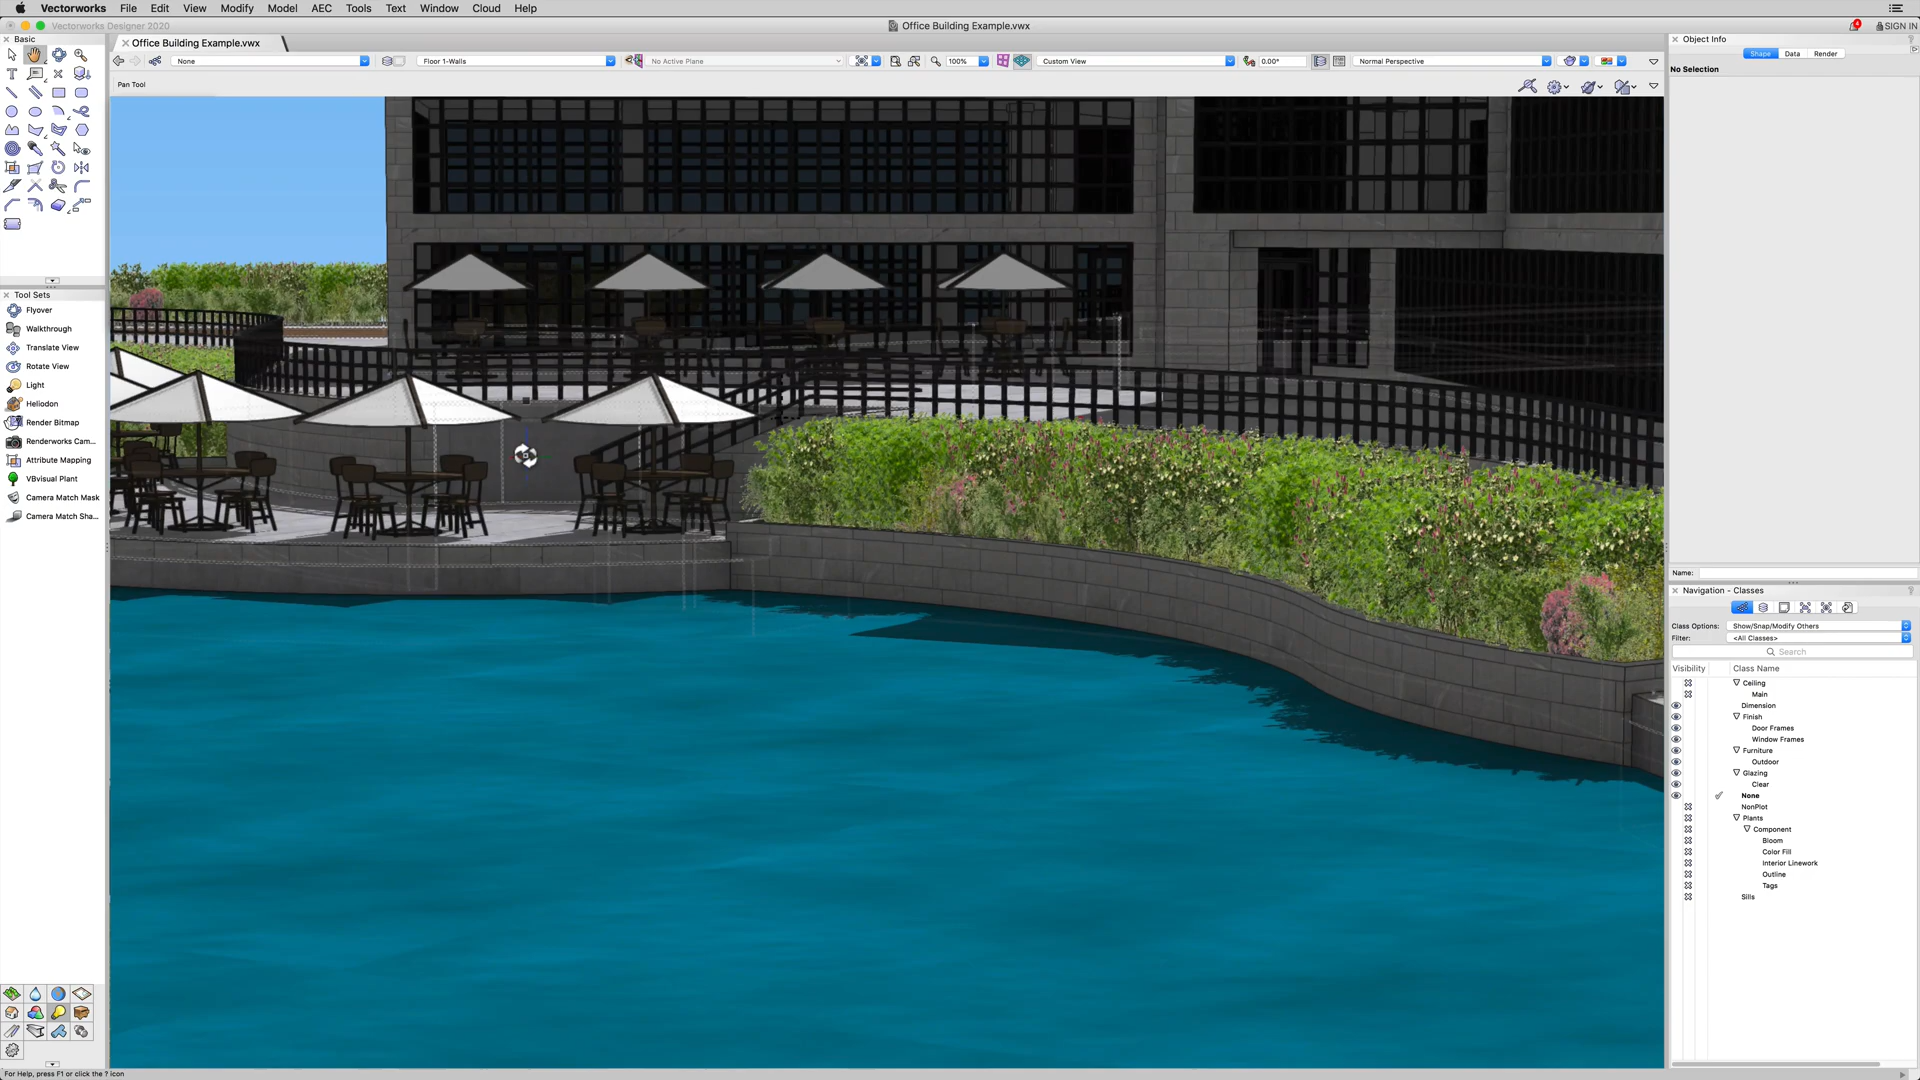 Vectorworks File Edit View Modify Model AEC Tools Text Window Cloud Help
Vectorworks Designer 2020
Office Building Example.vwx
4
SIGN IN
Basic
Office Building Example.vwx
None
Floor 1-Walls
No Active Plane
100%
Custom View
0.00°
Normal Perspective
Pan Tool
Tool Sets
Flyover
Walkthrough
Translate View
Rotate View
Light
Heliodon
Render Bitmap
Renderworks Cam...
Attribute Mapping
VBvisual Plant
Camera Match Mask
Camera Match Sha...
For Help, press F1 or click the ? icon
Object Info
Shape Data Render
No Selection
Name:
Navigation - Classes
Class Options: Show/Snap/Modify Others
Filter: <All Classes>
Search
Visibility Class Name
Ceiling
Main
Dimension
Finish
Door Frames
Window Frames
Furniture
Outdoor
Glazing
Clear
None
NonPlot
Plants
Component
Bloom
Color Fill
Interior Linework
Outline
Tags
Sills